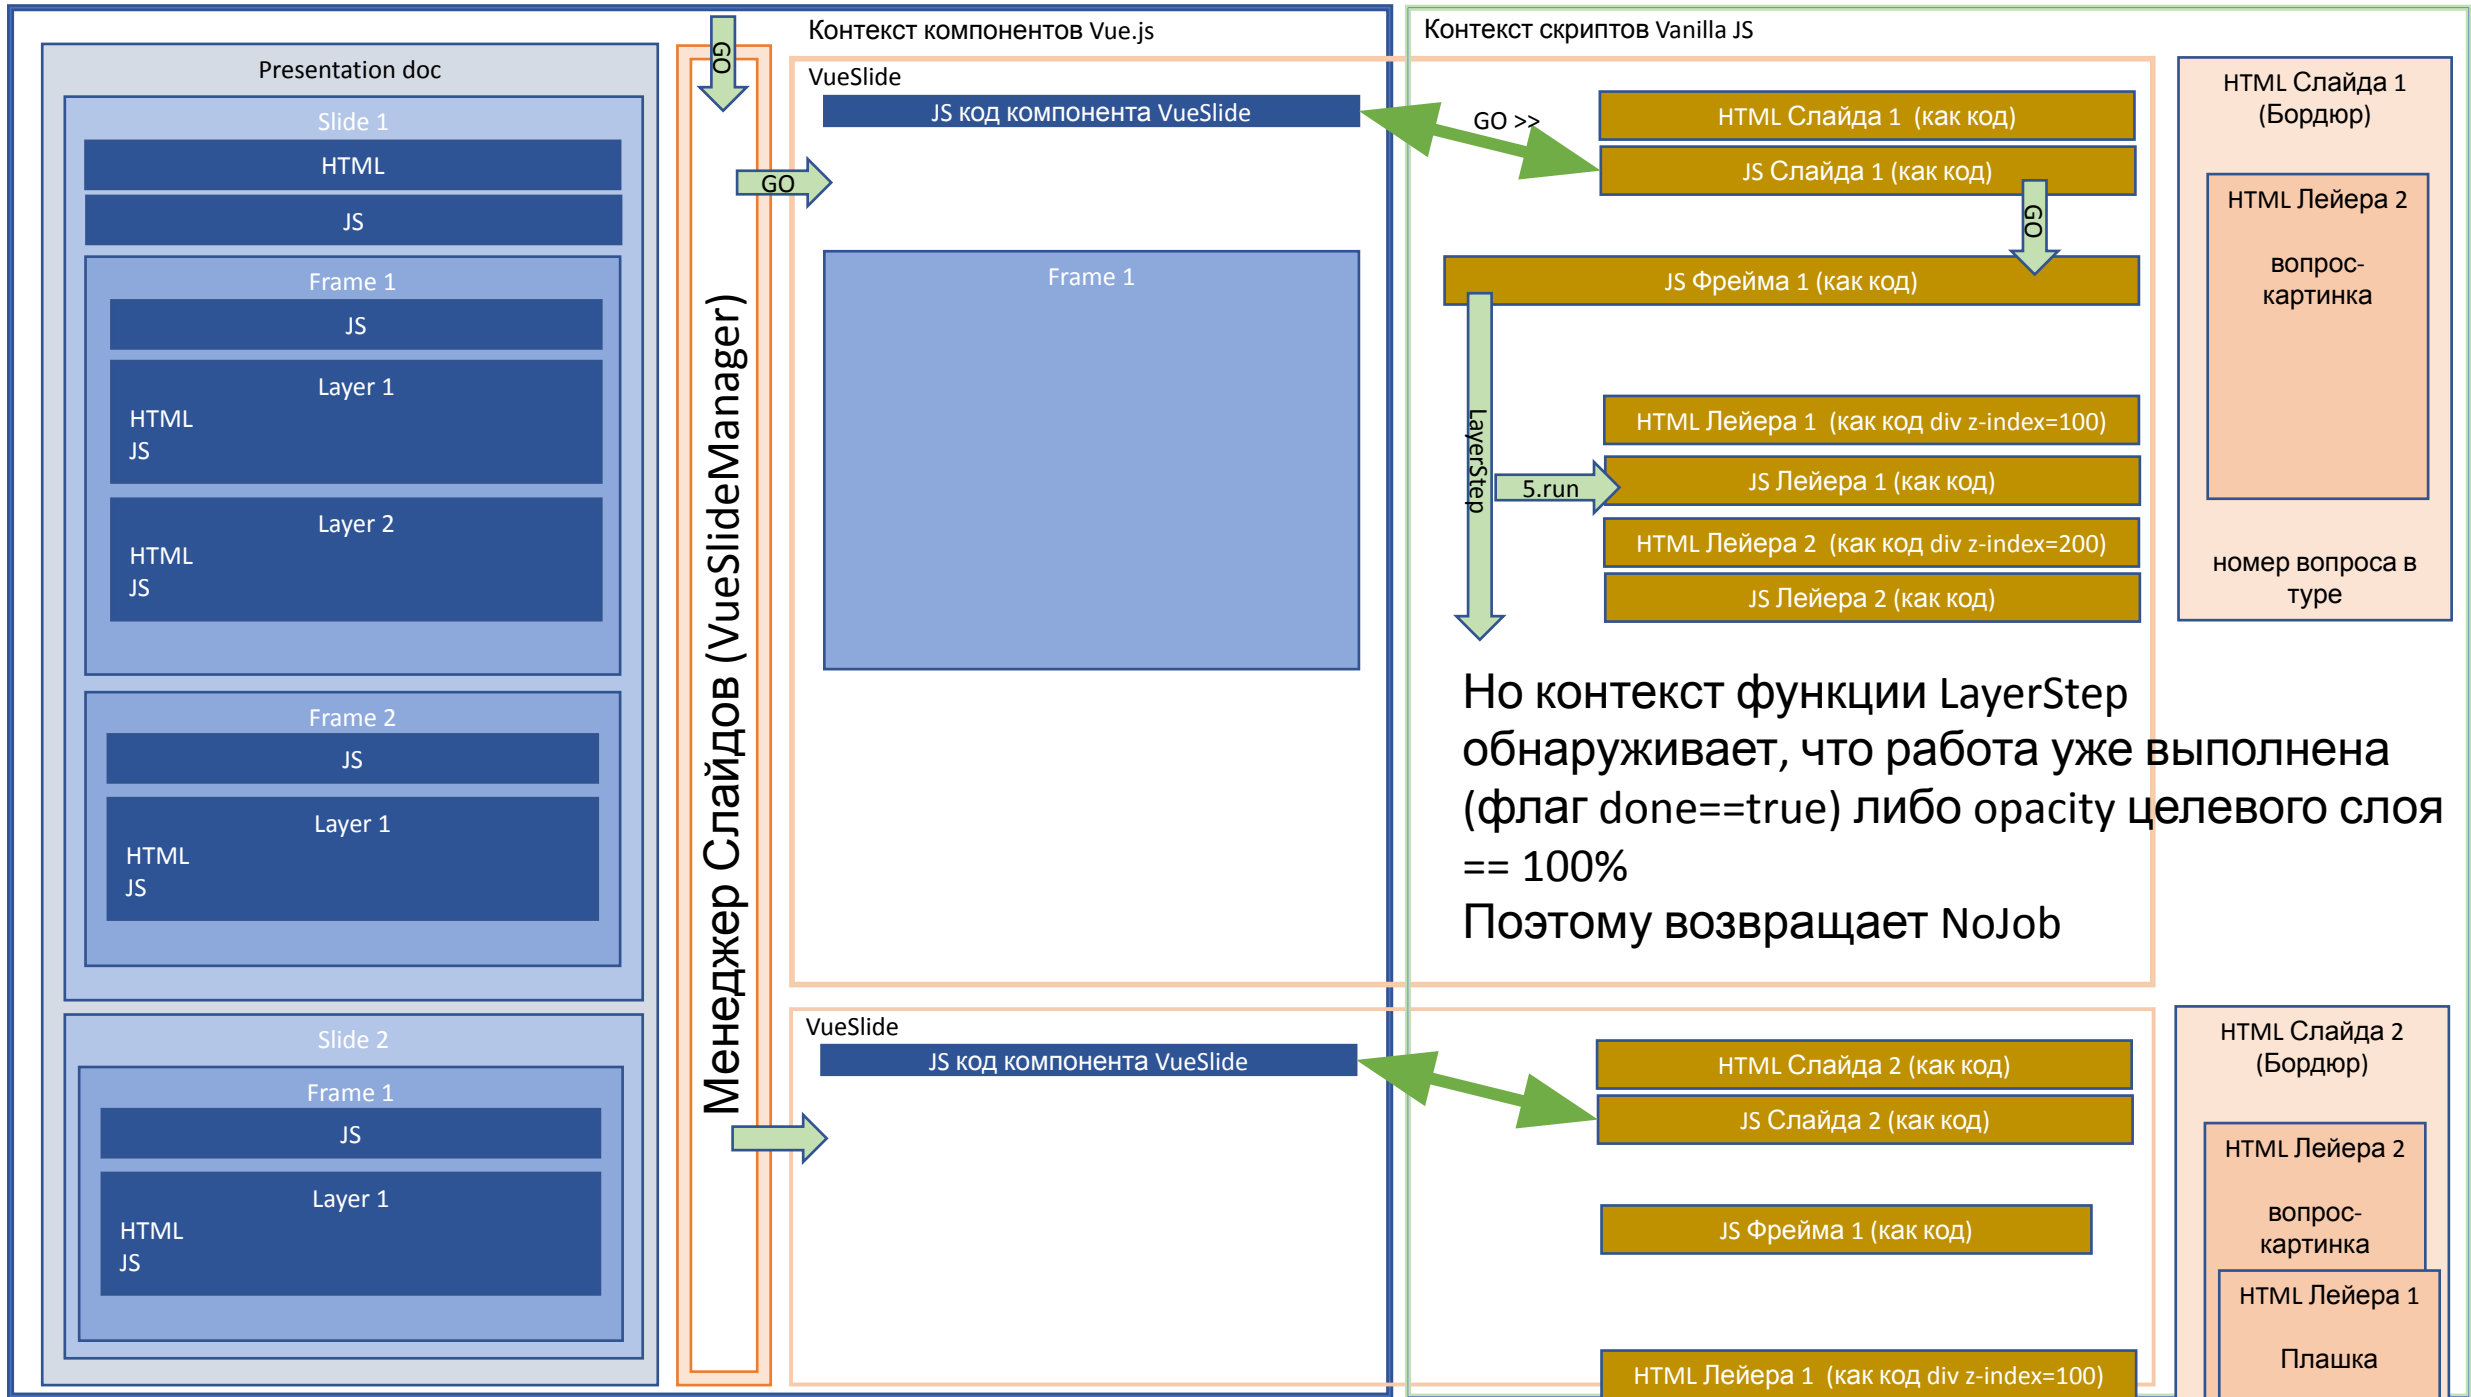 Контекст компонентов Vue.js
Контекст скриптов Vanilla JS
Presentation doc
Slide 1
HTML
JS
Frame 1
JS
Layer 1
HTML
JS
Layer 2
HTML
JS
Frame 2
JS
Layer 1
HTML
JS
Slide 2
Frame 1
JS
Layer 1
HTML
JS
GO
Менеджер Слайдов (VueSlideManager)
GO
VueSlide
JS код компонента VueSlide
Frame 1
GO >>
HTML Слайда 1 (как код)
JS Слайда 1 (как код)
GO
JS Фрейма 1 (как код)
LayerStep
HTML Лейера 1 (как код div z-index=100)
5.run
JS Лейера 1 (как код)
HTML Лейера 2 (как код div z-index=200)
JS Лейера 2 (как код)
Но контекст функции LayerStep
обнаруживает, что работа уже выполнена
(флаг done==true) либо opacity целевого слоя
== 100%
Поэтому возвращает NoJob
HTML Слайда 1
(Бордюр)
HTML Лейера 2
вопрос-
картинка
номер вопроса в
туре
VueSlide
JS код компонента VueSlide
HTML Слайда 2 (как код)
JS Слайда 2 (как код)
JS Фрейма 1 (как код)
HTML Лейера 1 (как код div z-index=100)
HTML Слайда 2
(Бордюр)
HTML Лейера 2
вопрос-
картинка
HTML Лейера 1
Плашка